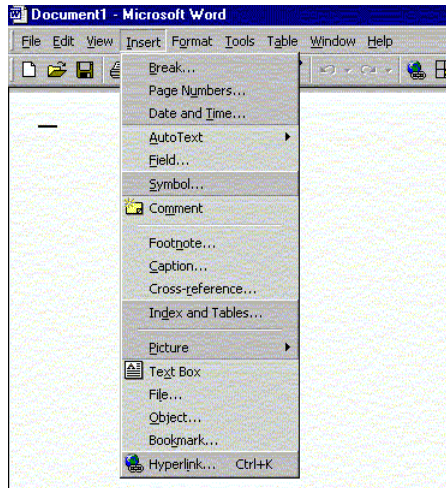 Document1 - Microsoft Word
File Edit View Insert Format Tools Table Window Help
Break...
Page Numbers...
Date and Time...
AutoText
Field...
Symbol...
Comment
Footnote...
Caption...
Cross-reference...
Index and Tables...
Picture
Text Box
File...
Object...
Bookmark...
Hyperlink... Ctrl+K